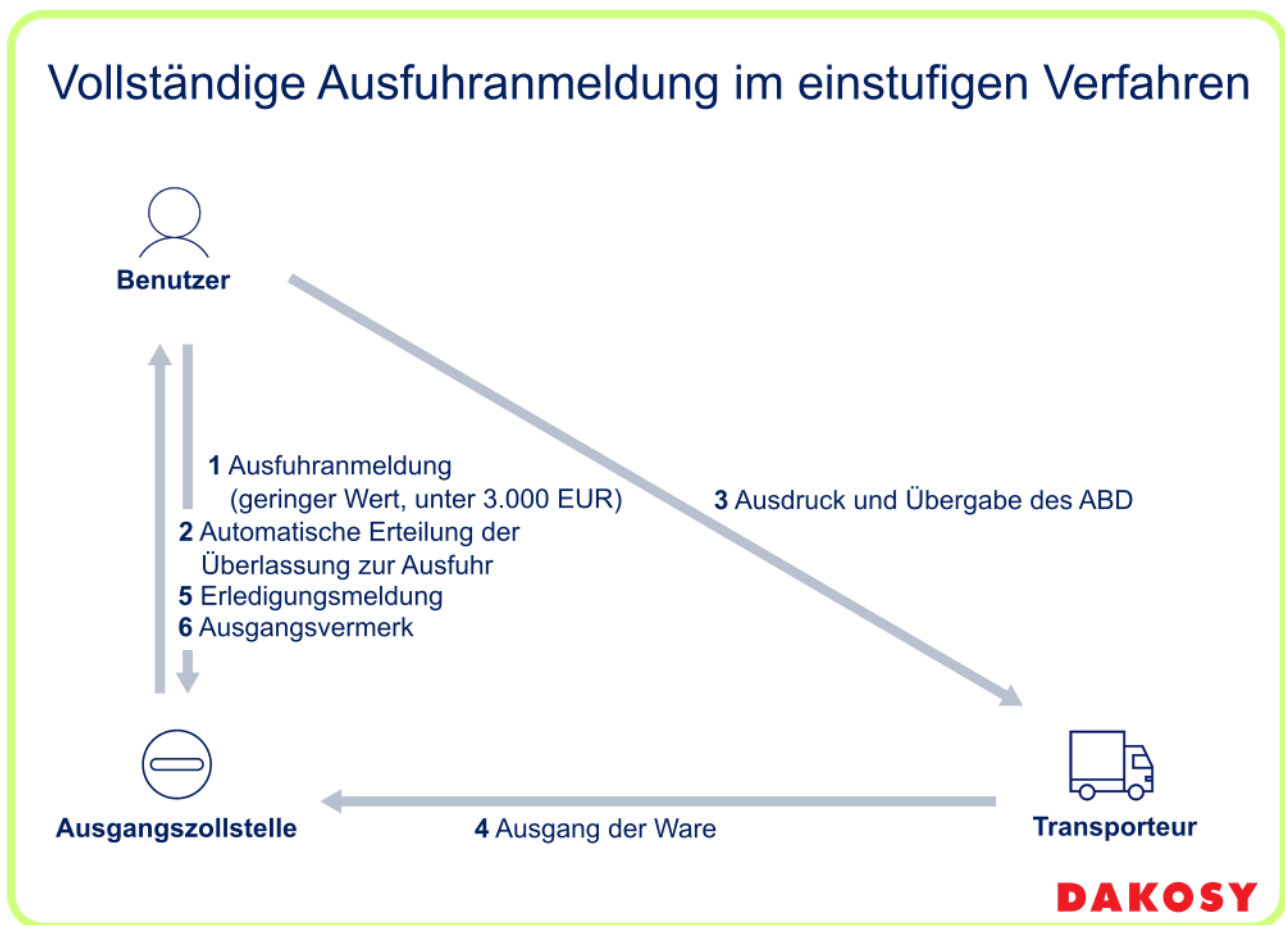 Vollständige Ausfuhranmeldung im einstufigen Verfahren
Benutzer
1 Ausfuhranmeldung
(geringer Wert, unter 3.000 EUR)
2 Automatische Erteilung der
Überlassung zur Ausfuhr
5 Erledigungsmeldung
6 Ausgangsvermerk
3 Ausdruck und Übergabe des ABD
Ausgangszollstelle
4 Ausgang der Ware
Transporteur
DAKOSY